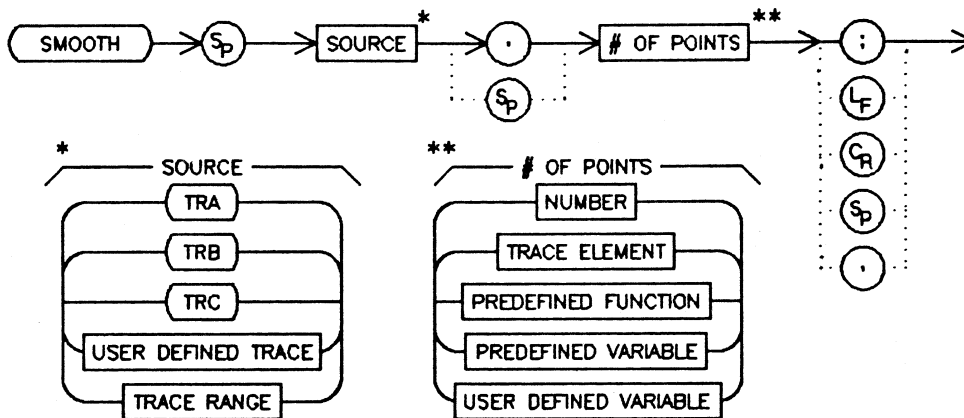 SMOOTH SP SOURCE * , # OF POINTS ** ;
SP
LF
CR
SP
,
* SOURCE
TRA
TRB
TRC
USER DEFINED TRACE
TRACE RANGE
** # OF POINTS
NUMBER
TRACE ELEMENT
PREDEFINED FUNCTION
PREDEFINED VARIABLE
USER DEFINED VARIABLE